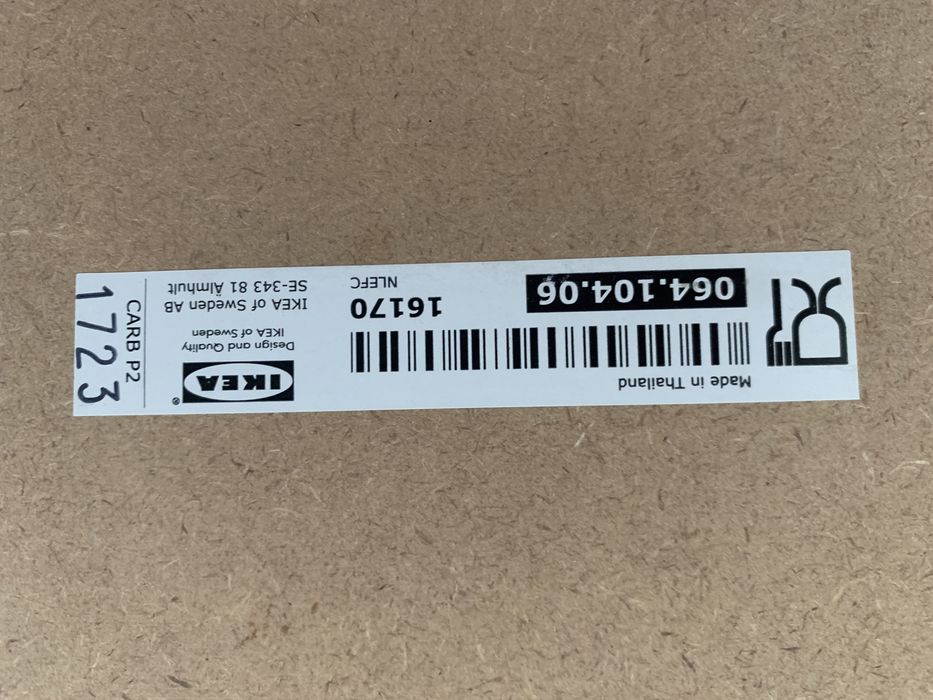 Made in Thailand
064.104.06
16170
NLEFC
IKEA
®
Design and Quality
IKEA of Sweden
IKEA of Sweden AB
SE-343 81 Älmhult
CARB P2
1723